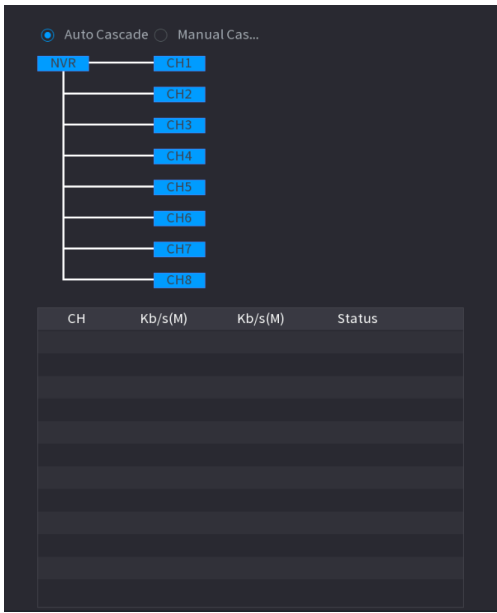 Auto Cascade Manual Cas...
NVR CH1
CH2
CH3
CH4
CH5
CH6
CH7
CH8
CH Kb/s(M) Kb/s(M) Status